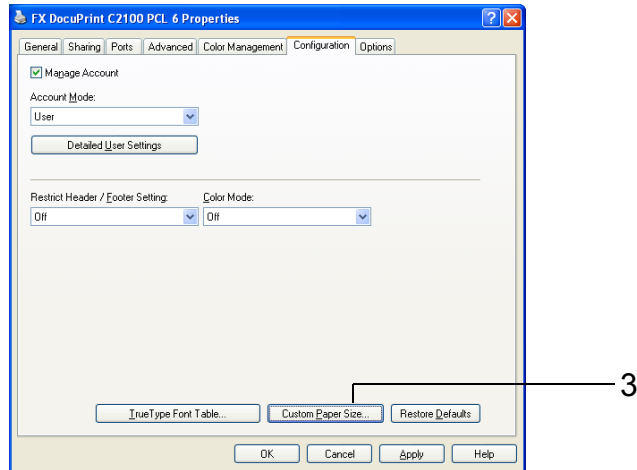 FX DocuPrint C2100 PCL 6 Properties
General Sharing Ports Advanced Color Management Configuration Options
Manage Account
Account Mode:
User
Detailed User Settings
Restrict Header / Footer Setting: Color Mode:
Off Off
3
TrueType Font Table... Custom Paper Size... Restore Defaults
OK Cancel Apply Help